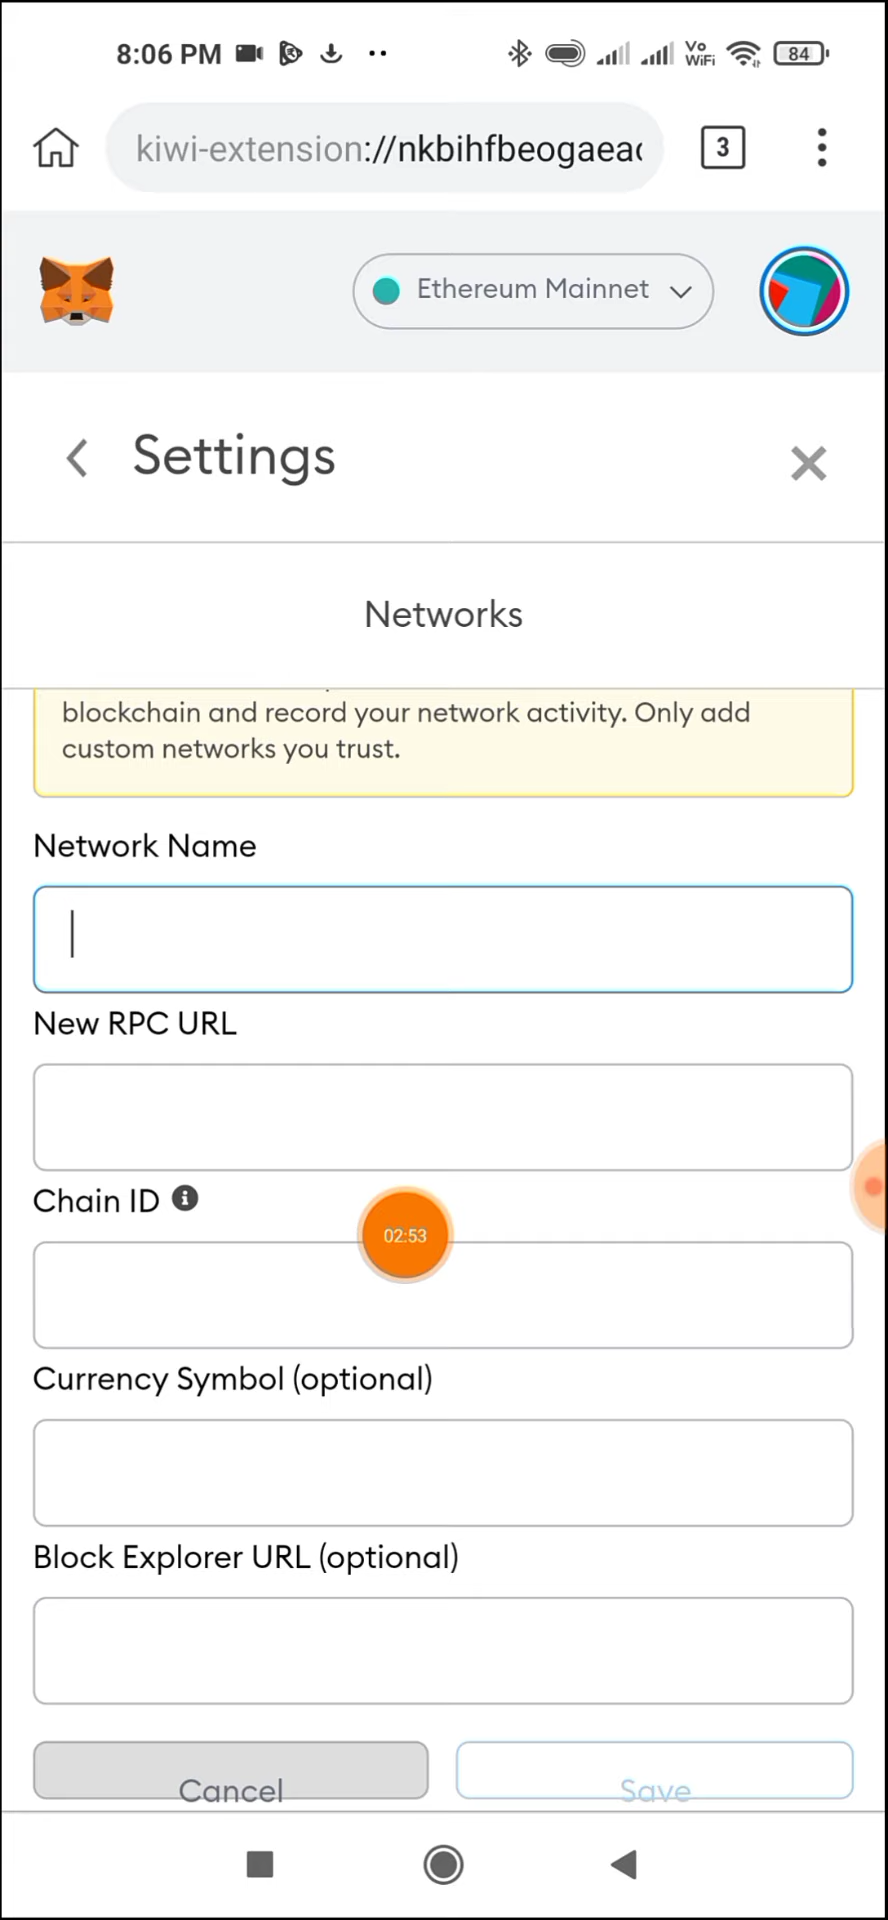 8:06 PM
Vo
WiFi
84
kiwi-extension://nkbihfbeogaea
3
Ethereum Mainnet
Settings
Networks
blockchain and record your network activity. Only add
custom networks you trust.
Network Name
New RPC URL
Chain ID
02:53
Currency Symbol (optional)
Block Explorer URL (optional)
Cancel
Save